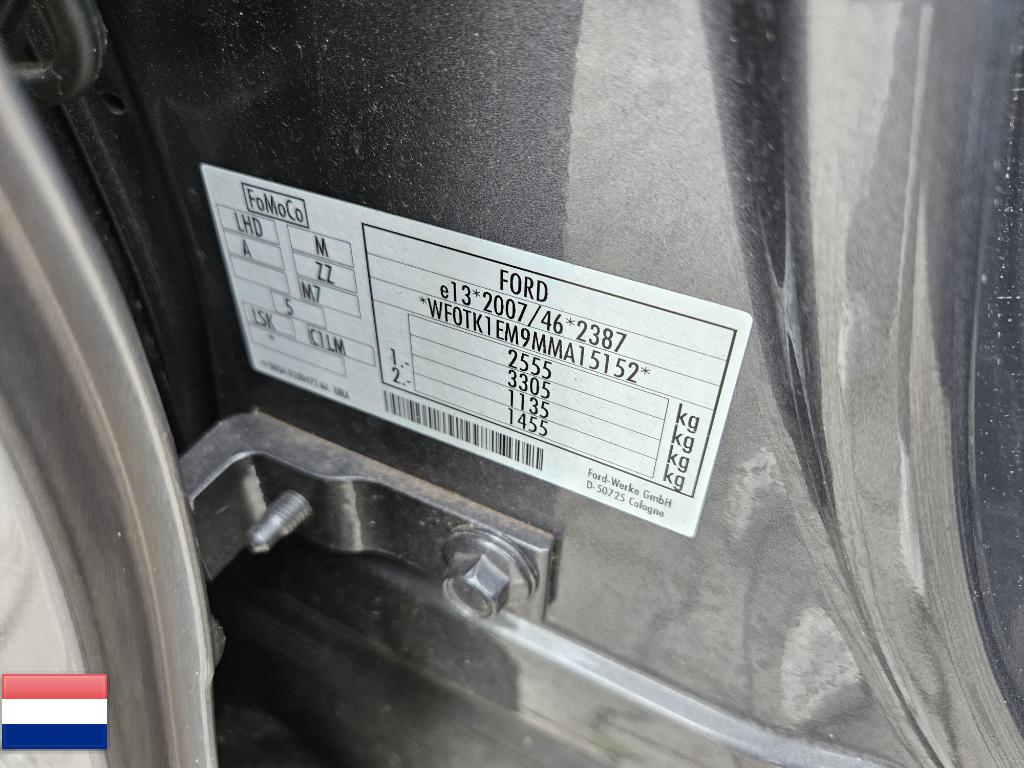 FoMoCo
LHD M
A ZZ
M7
5
LSK C1LM
FORD
e13*2007/46*2387
*WF0TK1EM9MMA15152*
2555 kg
3305 kg
1.- 1135 kg
2.- 1455 kg
Ford-Werke GmbH
D-50725 Cologne